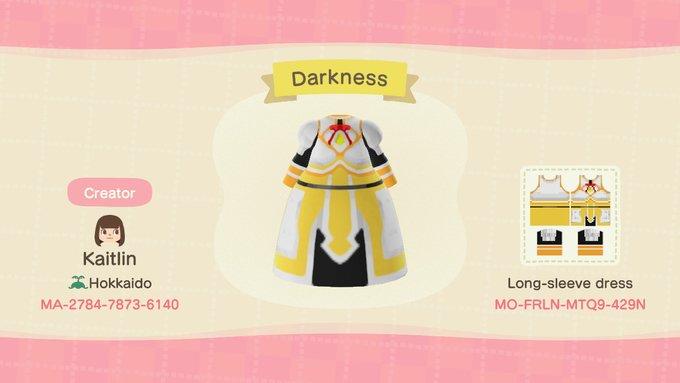 Darkness
Creator
Kaitlin
Hokkaido
MA-2784-7873-6140
Long-sleeve dress
MO-FRLN-MTQ9-429N